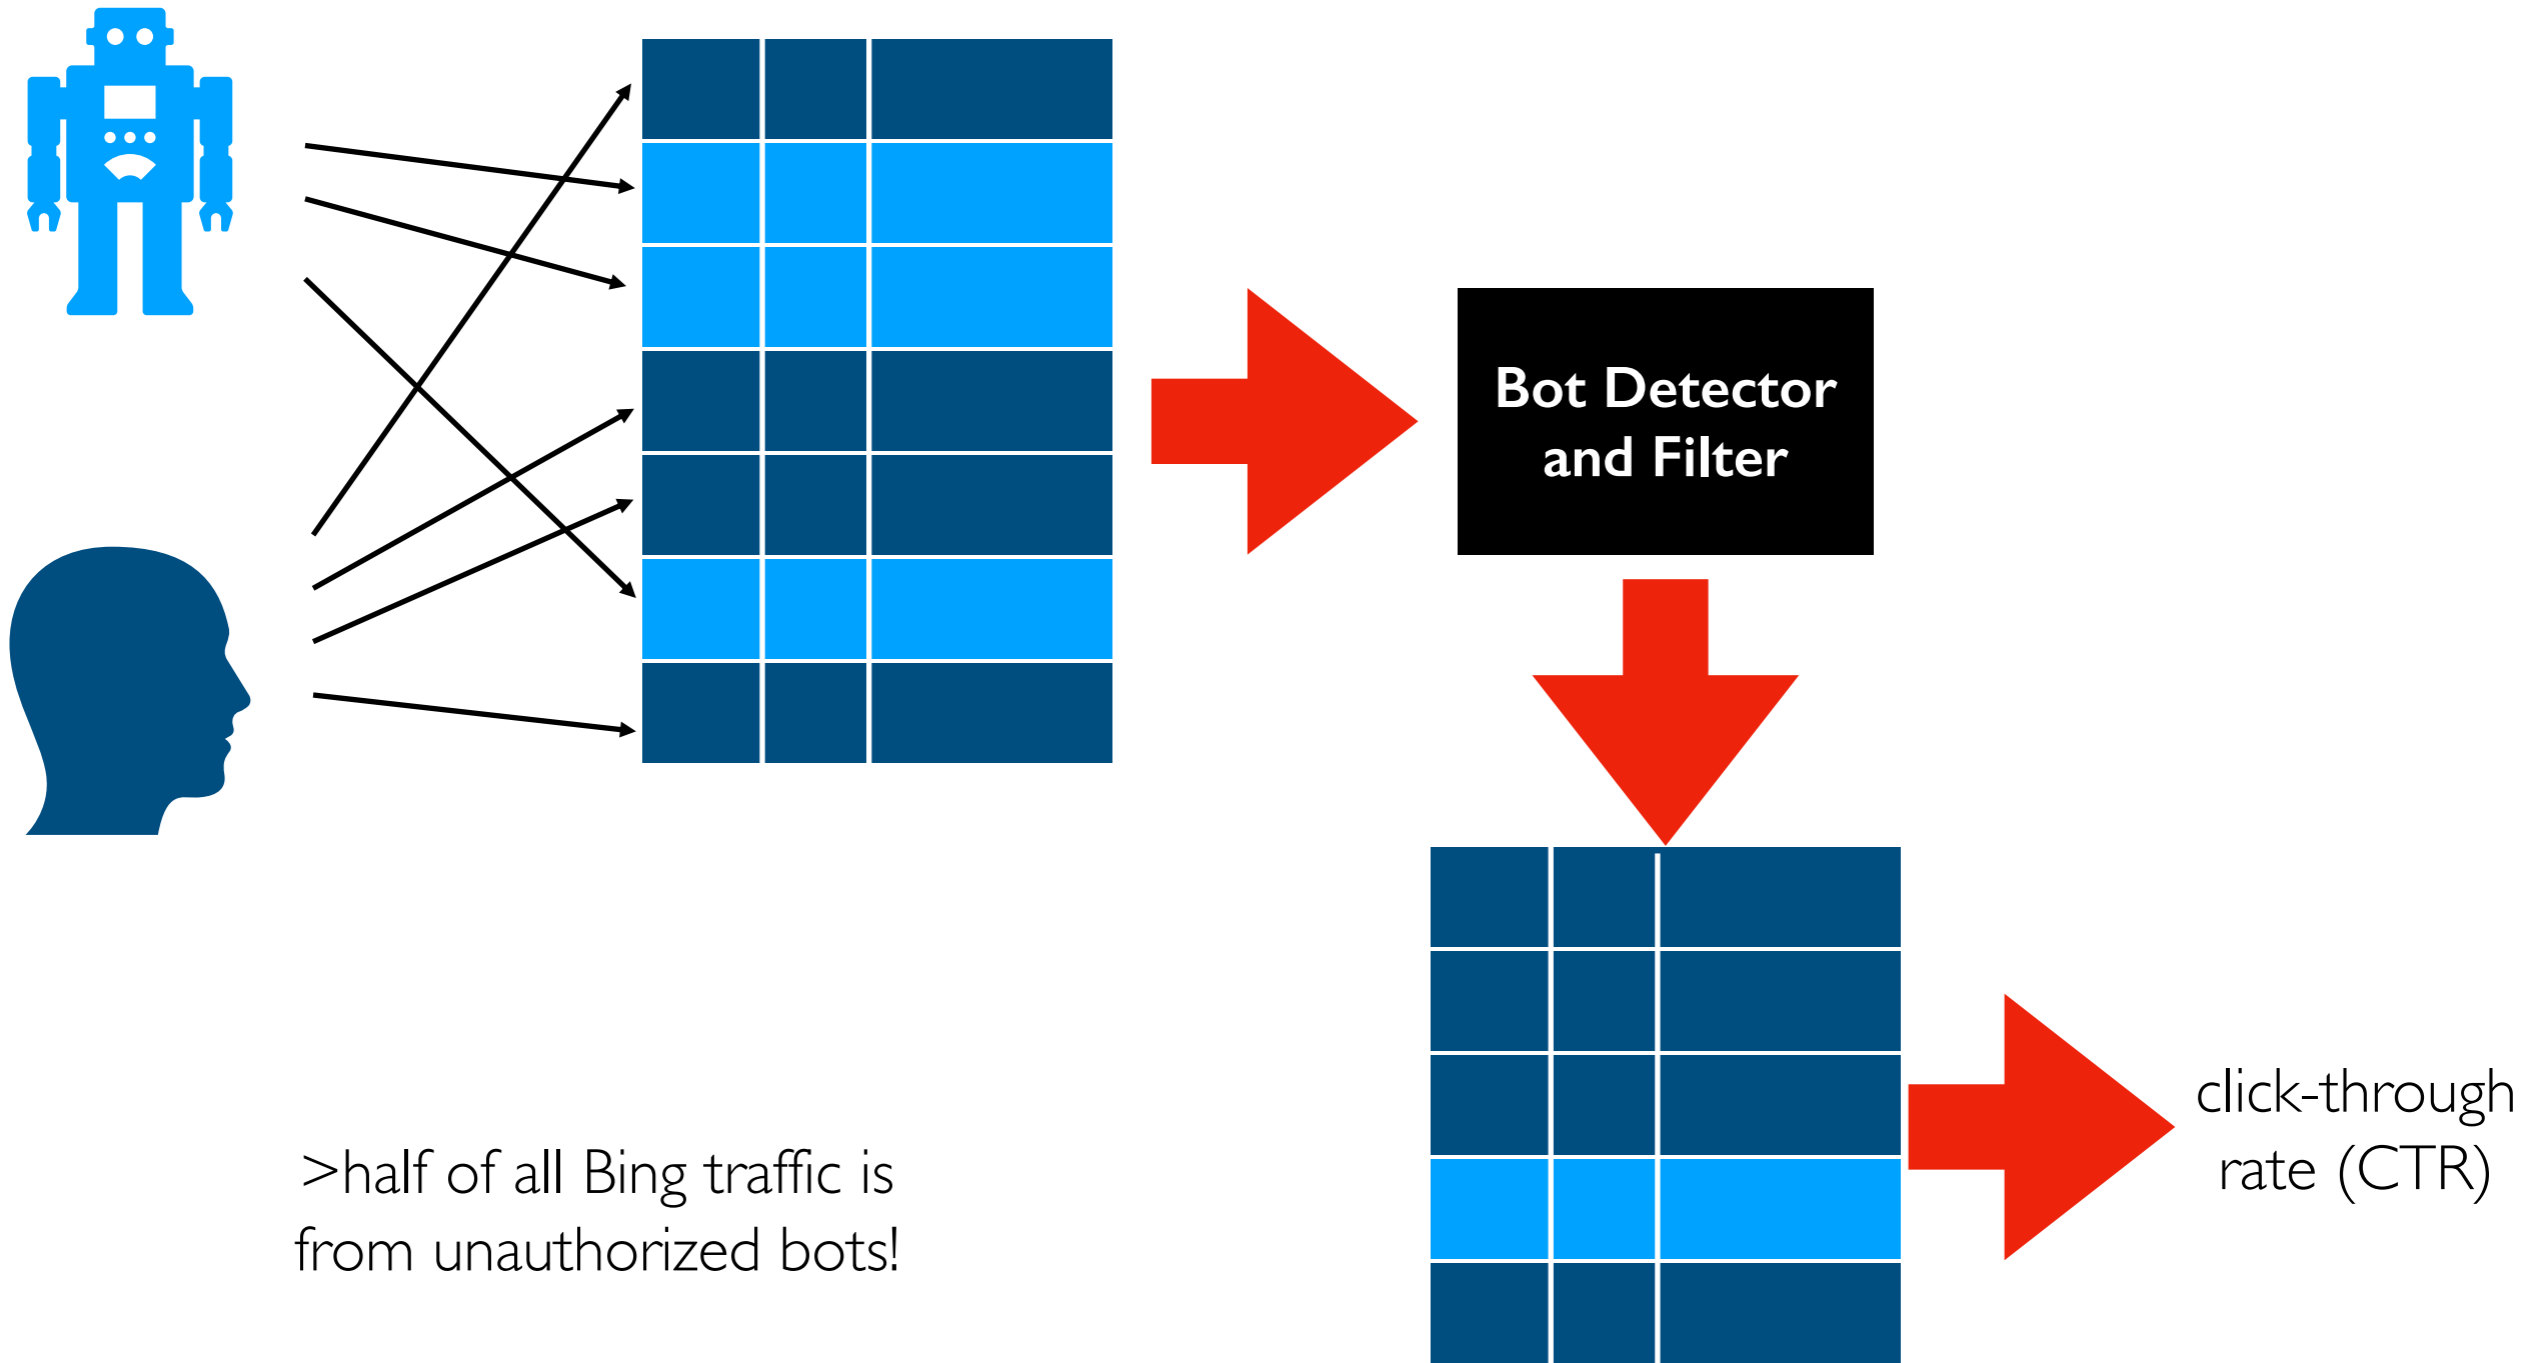 Bot Detector
and Filter
click-through
rate (CTR)
>half of all Bing traffic is
from unauthorized bots!